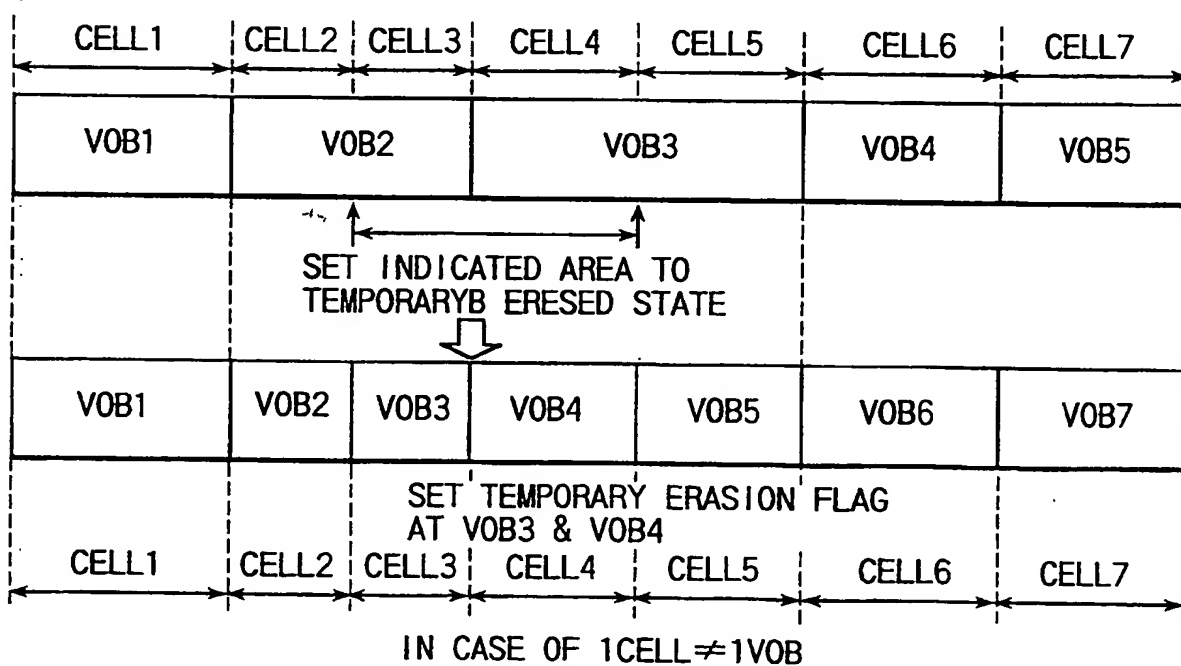 CELL1 CELL2 CELL3 CELL4 CELL5 CELL6 CELL7
VOB1 VOB2 VOB3 VOB4 VOB5
SET INDICATED AREA TO
TEMPORARYB ERESED STATE
VOB1 VOB2 VOB3 VOB4 VOB5 VOB6 VOB7
SET TEMPORARY ERASION FLAG
AT VOB3 & VOB4
CELL1 CELL2 CELL3 CELL4 CELL5 CELL6 CELL7
IN CASE OF 1CELL≠1VOB